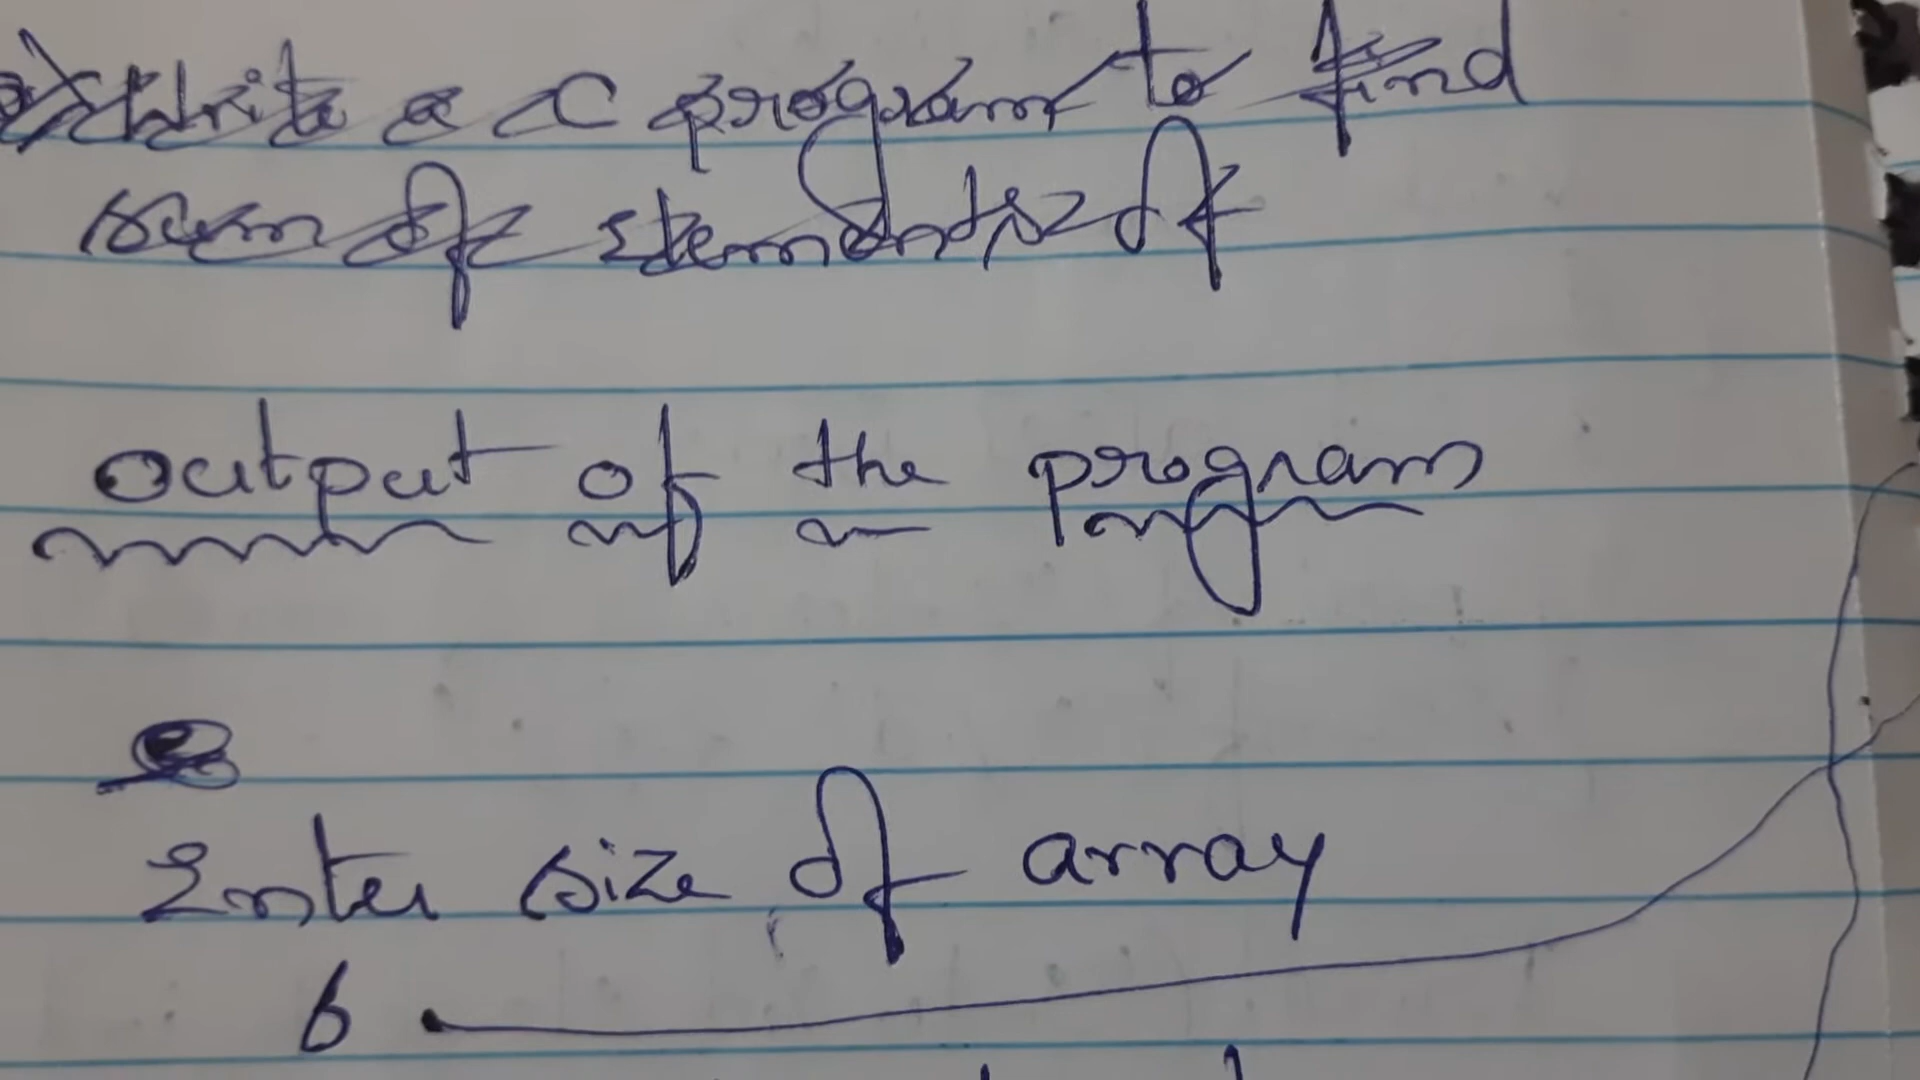 Write a C program to find
sum of elements of
output of the program
Enter size of array
6